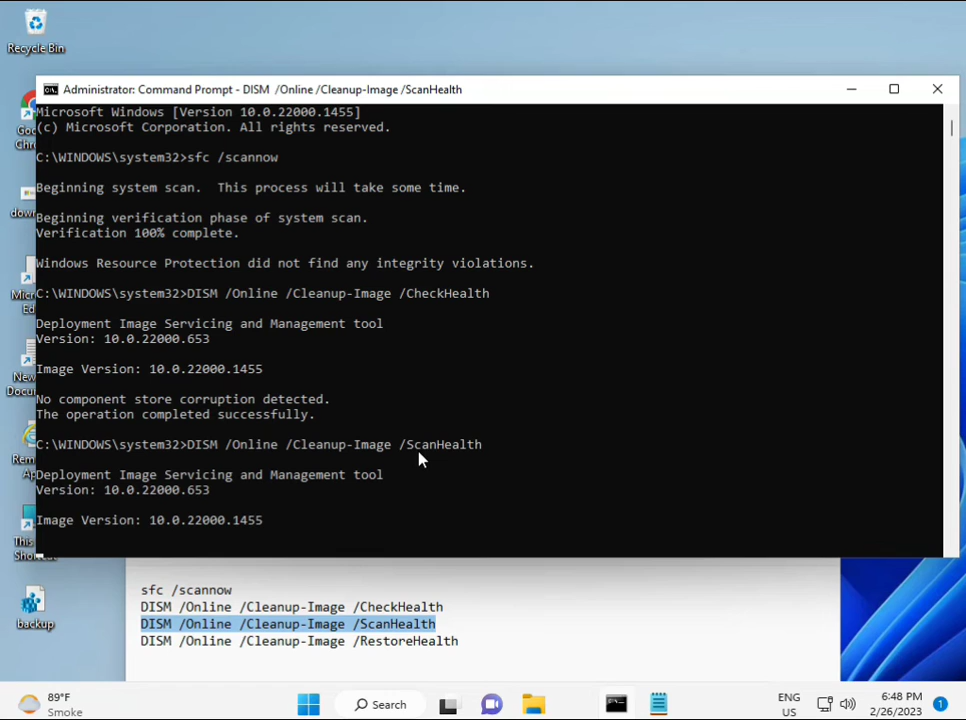 Recycle Bin
Administrator: Command Prompt - DISM /Online /Cleanup-Image /ScanHealth
Microsoft Windows [Version 10.0.22000.1455]
(c) Microsoft Corporation. All rights reserved.
C:\WINDOWS\system32>sfc /scannow
Beginning system scan.  This process will take some time.
Beginning verification phase of system scan.
Verification 100% complete.
Windows Resource Protection did not find any integrity violations.
C:\WINDOWS\system32>DISM /Online /Cleanup-Image /CheckHealth
Deployment Image Servicing and Management tool
Version: 10.0.22000.653
Image Version: 10.0.22000.1455
No component store corruption detected.
The operation completed successfully.
C:\WINDOWS\system32>DISM /Online /Cleanup-Image /ScanHealth
Deployment Image Servicing and Management tool
Version: 10.0.22000.653
Image Version: 10.0.22000.1455
sfc /scannow
DISM /Online /Cleanup-Image /CheckHealth
DISM /Online /Cleanup-Image /ScanHealth
DISM /Online /Cleanup-Image /RestoreHealth
backup
89°F
Smoke
Search
ENG
US
6:48 PM
2/26/2023
1